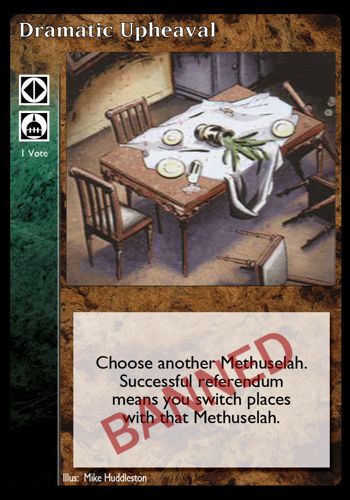 Dramatic Upheaval
1 Vote
Choose another Methuselah.
Successful referendum
means you switch places
with that Methuselah.
BANNED
Illus: Mike Huddleston